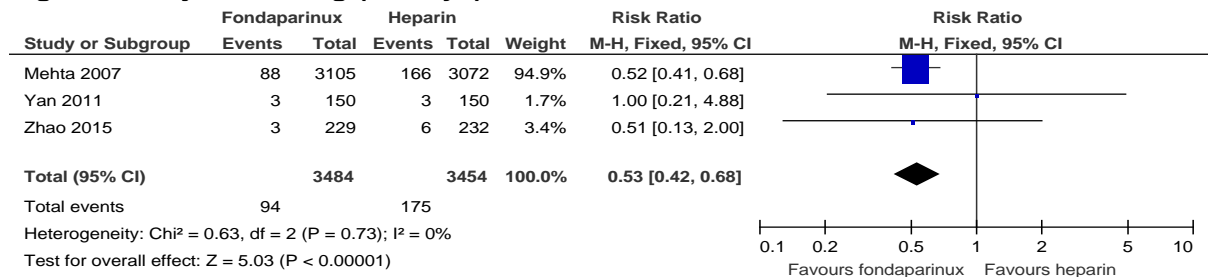 Fondaparinux Heparin Risk Ratio Risk Ratio
Study or Subgroup Events Total Events Total Weight M-H, Fixed, 95% CI M-H, Fixed, 95% CI
Mehta 2007 88 3105 166 3072 94.9% 0.52 [0.41, 0.68]
Yan 2011 3 150 3 150 1.7% 1.00 [0.21, 4.88]
Zhao 2015 3 229 6 232 3.4% 0.51 [0.13, 2.00]
Total (95% CI) 3484 3454 100.0% 0.53 [0.42, 0.68]
Total events 94 175
Heterogeneity: Chi² = 0.63, df = 2 (P = 0.73); I² = 0%
Test for overall effect: Z = 5.03 (P < 0.00001)
0.1 0.2 0.5 1 2 5 10
Favours fondaparinux Favours heparin